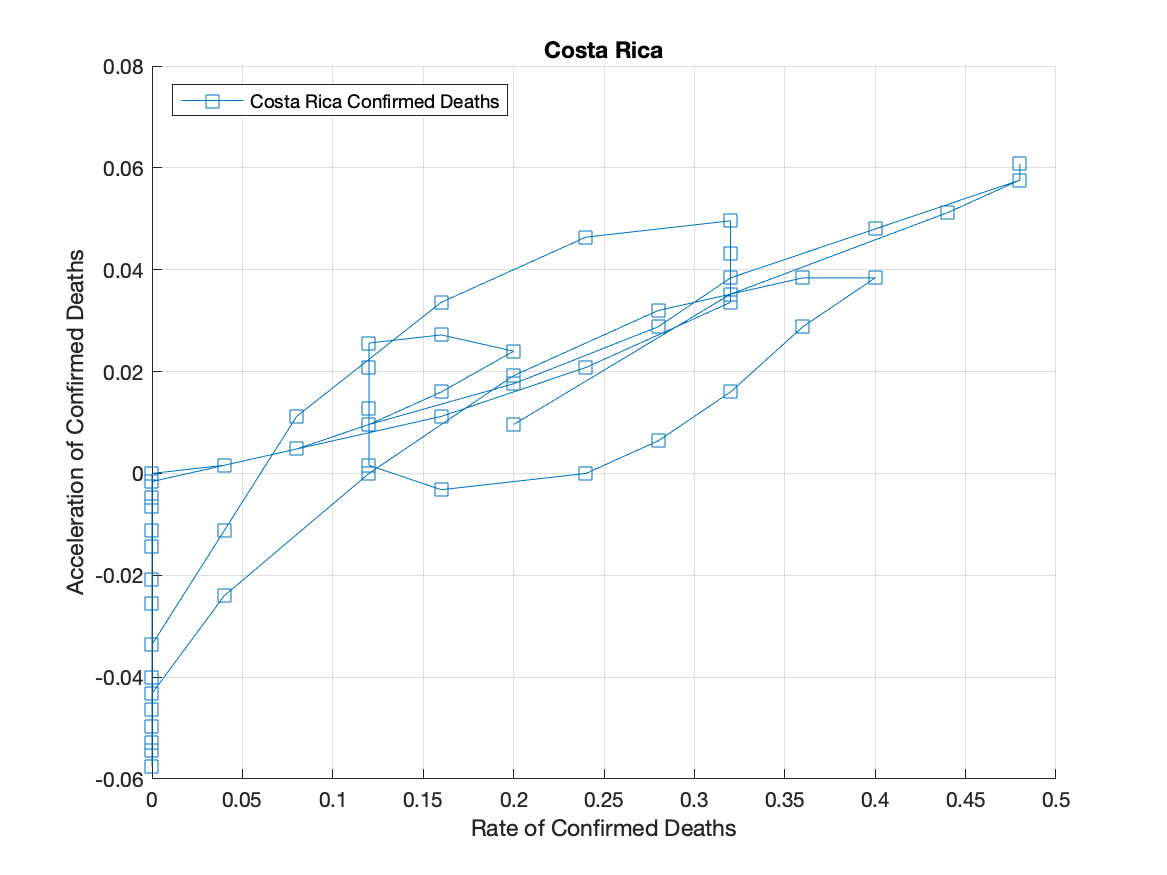 Costa Rica
Costa Rica Confirmed Deaths
0.08
0.06
0.04
0.02
0
-0.02
-0.04
-0.06
Acceleration of Confirmed Deaths
0 0.05 0.1 0.15 0.2 0.25 0.3 0.35 0.4 0.45 0.5
Rate of Confirmed Deaths